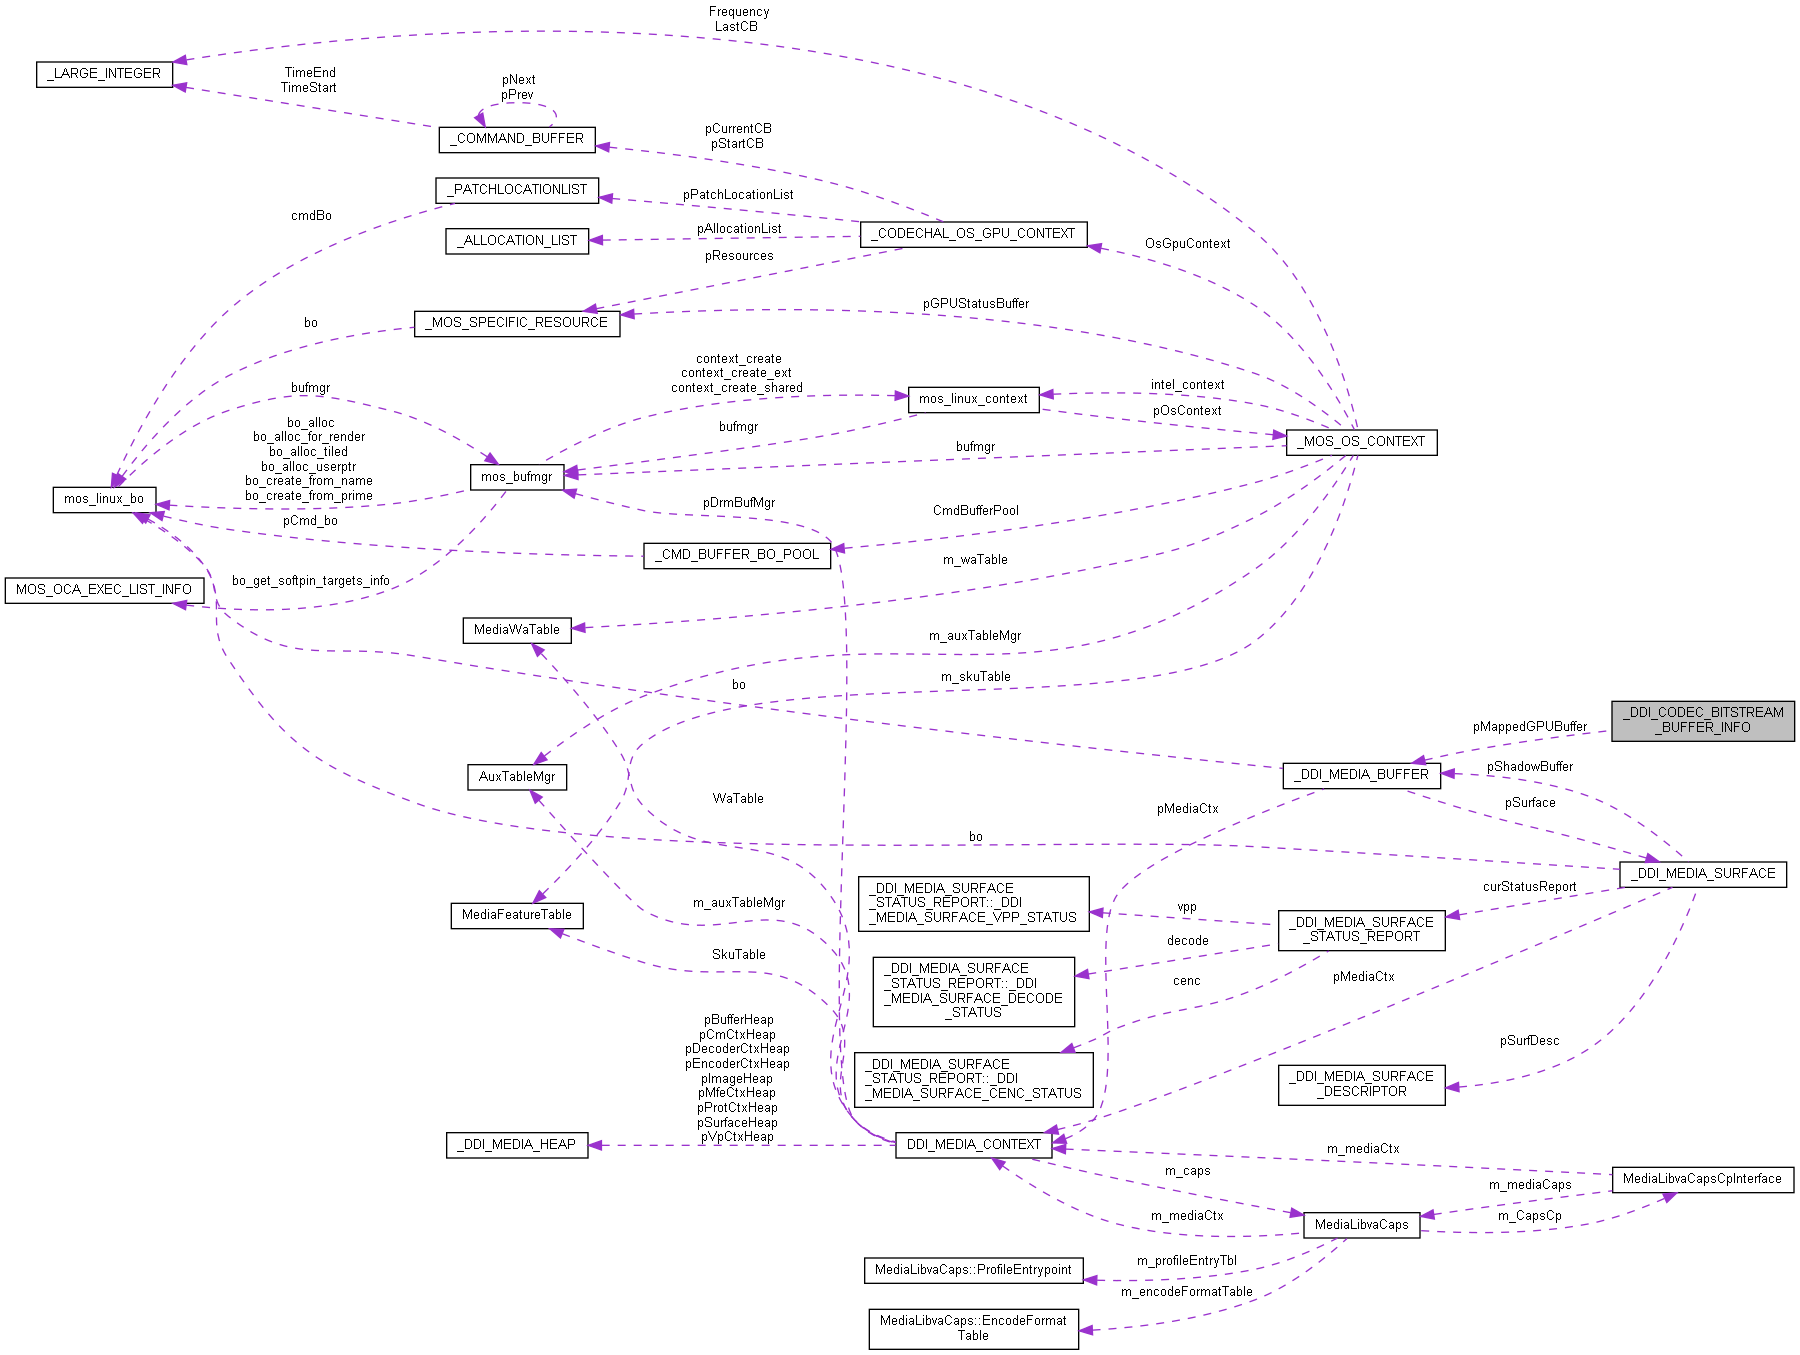 Frequency
LastCB
_LARGE_INTEGER
TimeEnd
TimeStart
pNext
pPrev
_COMMAND_BUFFER
pCurrentCB
pStartCB
_PATCHLOCATIONLIST
pPatchLocationList
cmdBo
_ALLOCATION_LIST
pAllocationList
_CODECHAL_OS_GPU_CONTEXT
OsGpuContext
pResources
pGPUStatusBuffer
_MOS_SPECIFIC_RESOURCE
bo
context_create
context_create_ext
context_create_shared
bufmgr
mos_linux_context
intel_context
pOsContext
bo_alloc
bo_alloc_for_render
bo_alloc_tiled
bo_alloc_userptr
bo_create_from_name
bo_create_from_prime
bufmgr
bufmgr
_MOS_OS_CONTEXT
mos_bufmgr
mos_linux_bo
pDrmBufMgr
CmdBufferPool
pCmd_bo
_CMD_BUFFER_BO_POOL
m_waTable
MOS_OCA_EXEC_LIST_INFO
bo_get_softpin_targets_info
MediaWaTable
m_auxTableMgr
m_skuTable
bo
_DDI_CODEC_BITSTREAM
_BUFFER_INFO
pMappedGPUBuffer
AuxTableMgr
_DDI_MEDIA_BUFFER
pShadowBuffer
WaTable
pMediaCtx
pSurface
bo
_DDI_MEDIA_SURFACE
curStatusReport
_DDI_MEDIA_SURFACE
_STATUS_REPORT::_DDI
_MEDIA_SURFACE_VPP_STATUS
vpp
_DDI_MEDIA_SURFACE
_STATUS_REPORT
m_auxTableMgr
MediaFeatureTable
decode
SkuTable
_DDI_MEDIA_SURFACE
_STATUS_REPORT::_DDI
_MEDIA_SURFACE_DECODE
_STATUS
cenc
pMediaCtx
pBufferHeap
pCmCtxHeap
pDecoderCtxHeap
pEncoderCtxHeap
pImageHeap
pMfeCtxHeap
pProtCtxHeap
pSurfaceHeap
pVpCtxHeap
_DDI_MEDIA_SURFACE
_STATUS_REPORT::_DDI
_MEDIA_SURFACE_CENC_STATUS
pSurfDesc
_DDI_MEDIA_SURFACE
_DESCRIPTOR
_DDI_MEDIA_HEAP
DDI_MEDIA_CONTEXT
m_mediaCtx
m_caps
m_mediaCaps
MediaLibvaCapsCpInterface
m_mediaCtx
MediaLibvaCaps
m_CapsCp
MediaLibvaCaps::ProfileEntrypoint
m_profileEntryTbl
m_encodeFormatTable
MediaLibvaCaps::EncodeFormat
Table